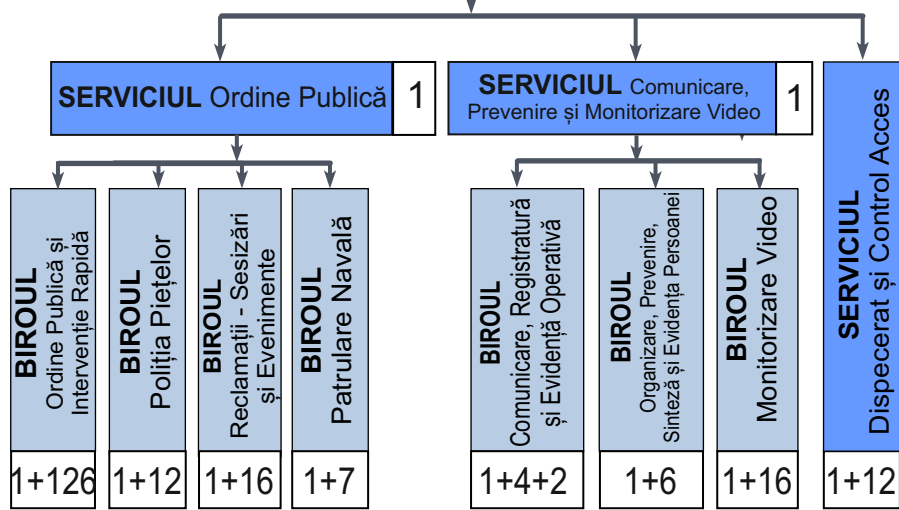 SERVICIUL Ordine Publică
1
SERVICIUL Comunicare,
Prevenire și Monitorizare Video
1
BIROUL
Ordine Publică și
Intervenție Rapidă
1+126
BIROUL
Poliția Piețelor
1+12
BIROUL
Reclamații - Sesizări
și Evenimente
1+16
BIROUL
Patrulare Navală
1+7
BIROUL
Comunicare, Registratură
și Evidență Operativă
1+4+2
BIROUL
Organizare, Prevenire,
Sinteză și Evidența Persoanei
1+6
BIROUL
Monitorizare Video
1+16
SERVICIUL
Dispecerat și Control Acces
1+12